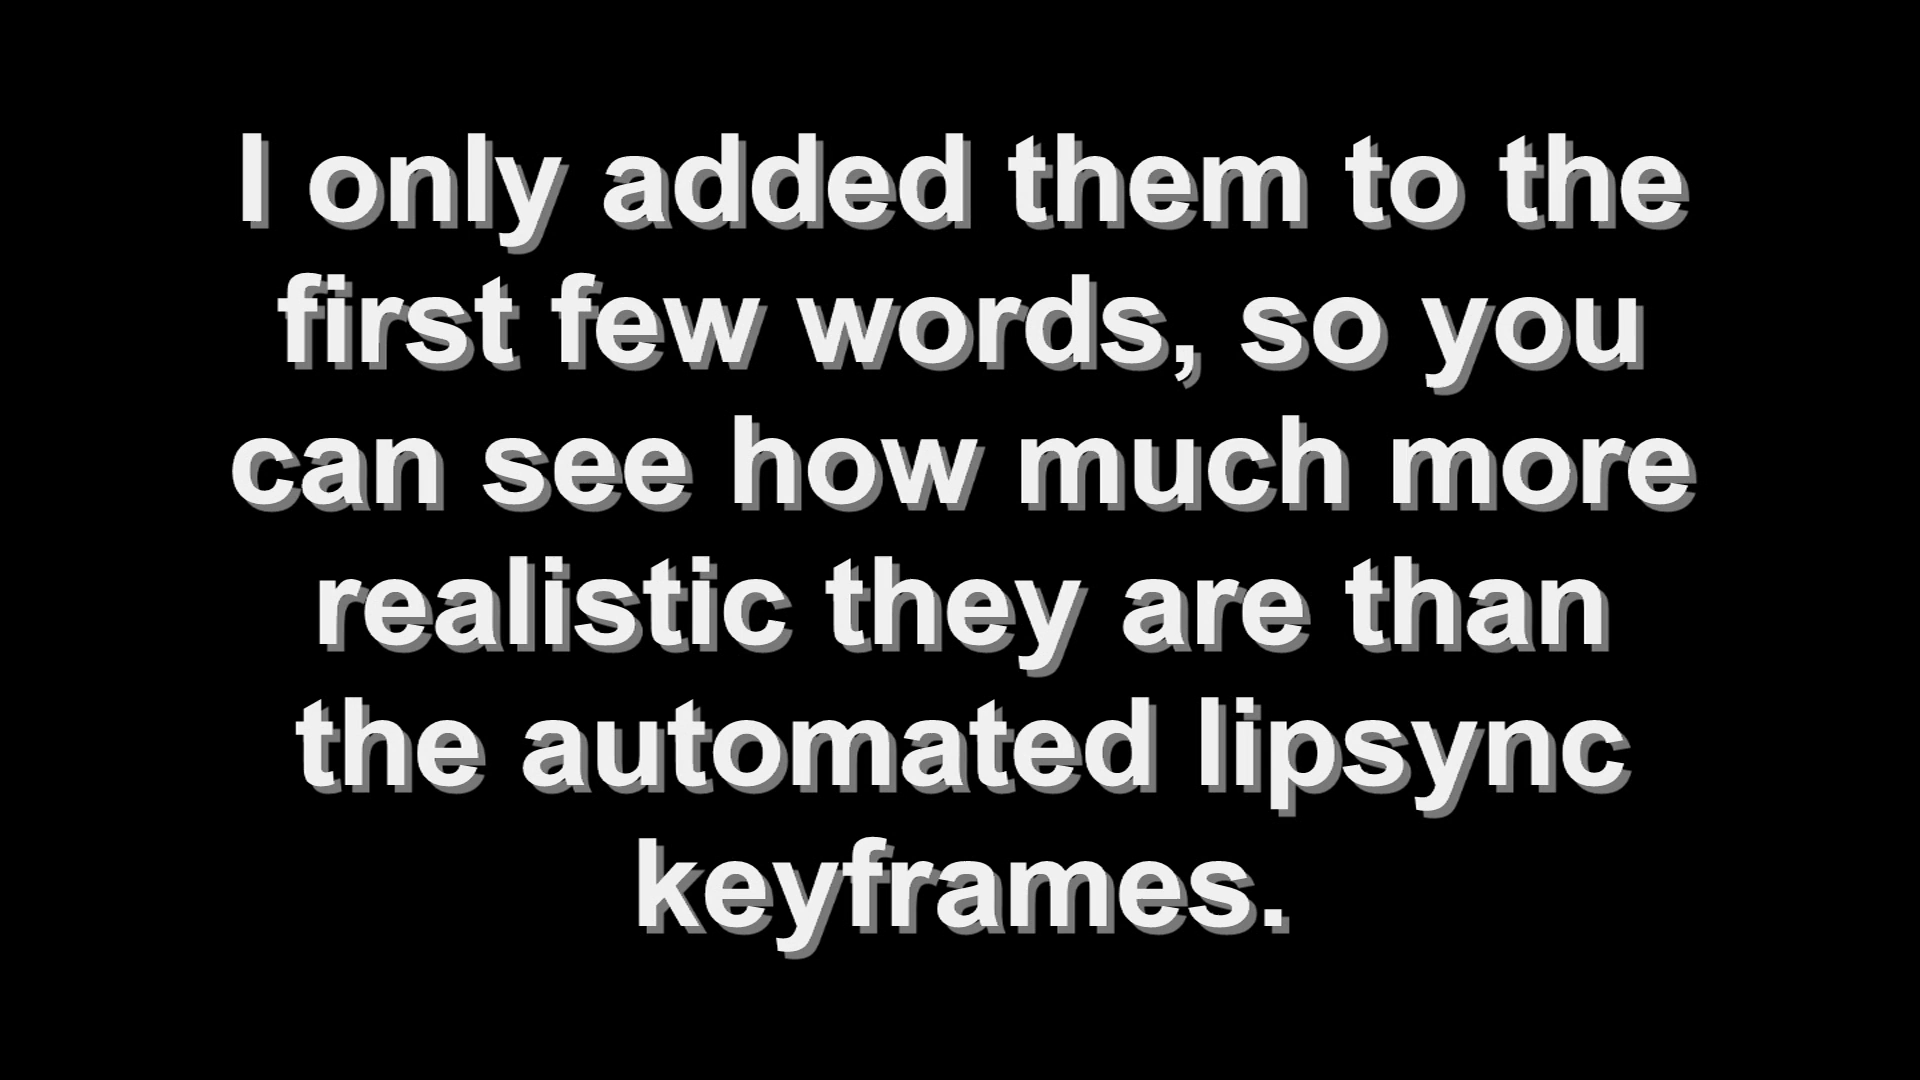 I only added them to the
first few words, so you
can see how much more
realistic they are than
the automated lipsync
keyframes.